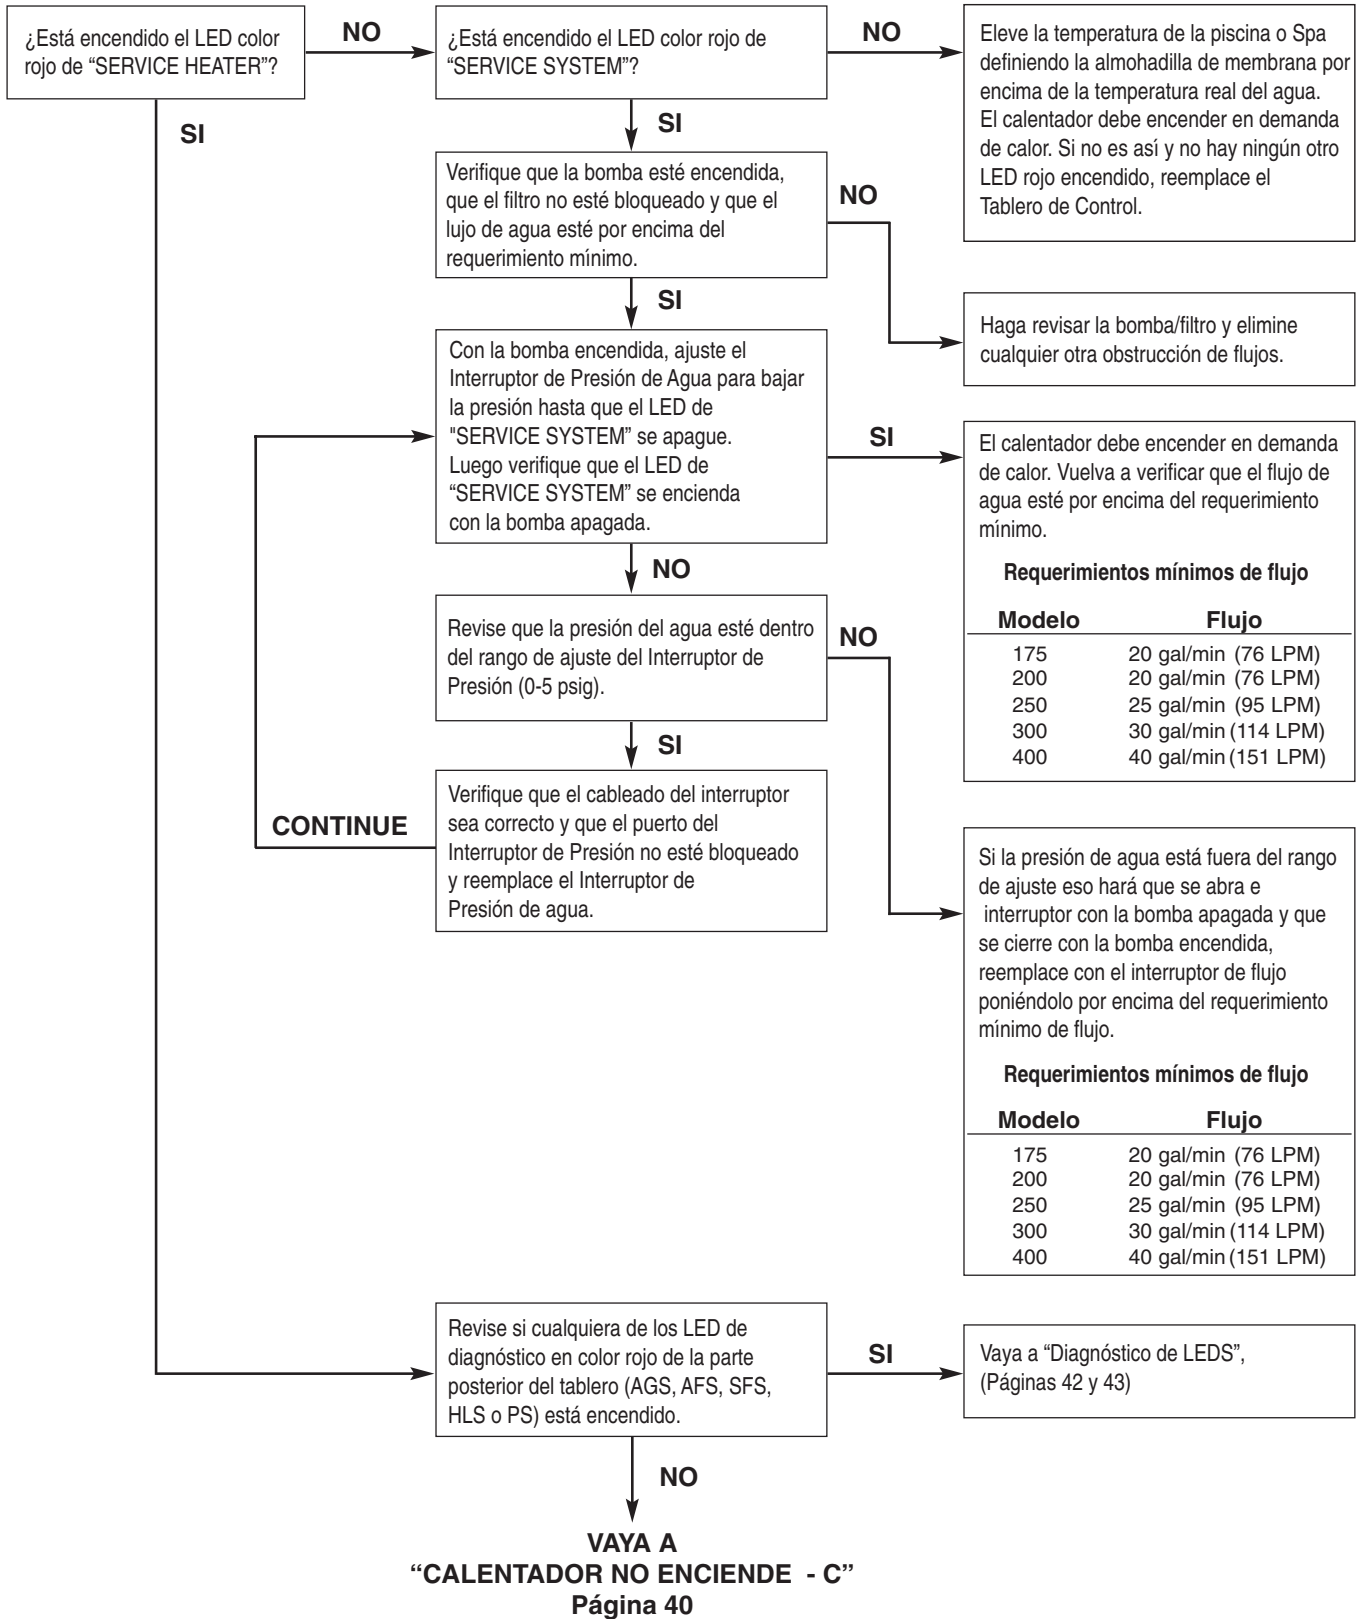 ¿Está encendido el LED color
rojo de “SERVICE HEATER”?
NO
¿Está encendido el LED color rojo de
“SERVICE SYSTEM”?
NO
Eleve la temperatura de la piscina o Spa
definiendo la almohadilla de membrana por
encima de la temperatura real del agua.
El calentador debe encender en demanda
de calor. Si no es así y no hay ningún otro
LED rojo encendido, reemplace el
Tablero de Control.
SI
SI
Verifique que la bomba esté encendida,
que el filtro no esté bloqueado y que el
lujo de agua esté por encima del
requerimiento mínimo.
NO
Haga revisar la bomba/filtro y elimine
cualquier otra obstrucción de flujos.
SI
Con la bomba encendida, ajuste el
Interruptor de Presión de Agua para bajar
la presión hasta que el LED de
"SERVICE SYSTEM” se apague.
Luego verifique que el LED de
“SERVICE SYSTEM” se encienda
con la bomba apagada.
SI
El calentador debe encender en demanda
de calor. Vuelva a verificar que el flujo de
agua esté por encima del requerimiento
mínimo.
Requerimientos mínimos de flujo
Modelo Flujo
175 20 gal/min (76 LPM)
200 20 gal/min (76 LPM)
250 25 gal/min (95 LPM)
300 30 gal/min (114 LPM)
400 40 gal/min (151 LPM)
NO
Revise que la presión del agua esté dentro
del rango de ajuste del Interruptor de
Presión (0-5 psig).
NO
SI
Verifique que el cableado del interruptor
sea correcto y que el puerto del
Interruptor de Presión no esté bloqueado
y reemplace el Interruptor de
Presión de agua.
CONTINUE
Si la presión de agua está fuera del rango
de ajuste eso hará que se abra e
interruptor con la bomba apagada y que
se cierre con la bomba encendida,
reemplace con el interruptor de flujo
poniéndolo por encima del requerimiento
mínimo de flujo.
Requerimientos mínimos de flujo
Modelo Flujo
175 20 gal/min (76 LPM)
200 20 gal/min (76 LPM)
250 25 gal/min (95 LPM)
300 30 gal/min (114 LPM)
400 40 gal/min (151 LPM)
Revise si cualquiera de los LED de
diagnóstico en color rojo de la parte
posterior del tablero (AGS, AFS, SFS,
HLS o PS) está encendido.
SI
Vaya a “Diagnóstico de LEDS”,
(Páginas 42 y 43)
NO
VAYA A
“CALENTADOR NO ENCIENDE - C”
Página 40